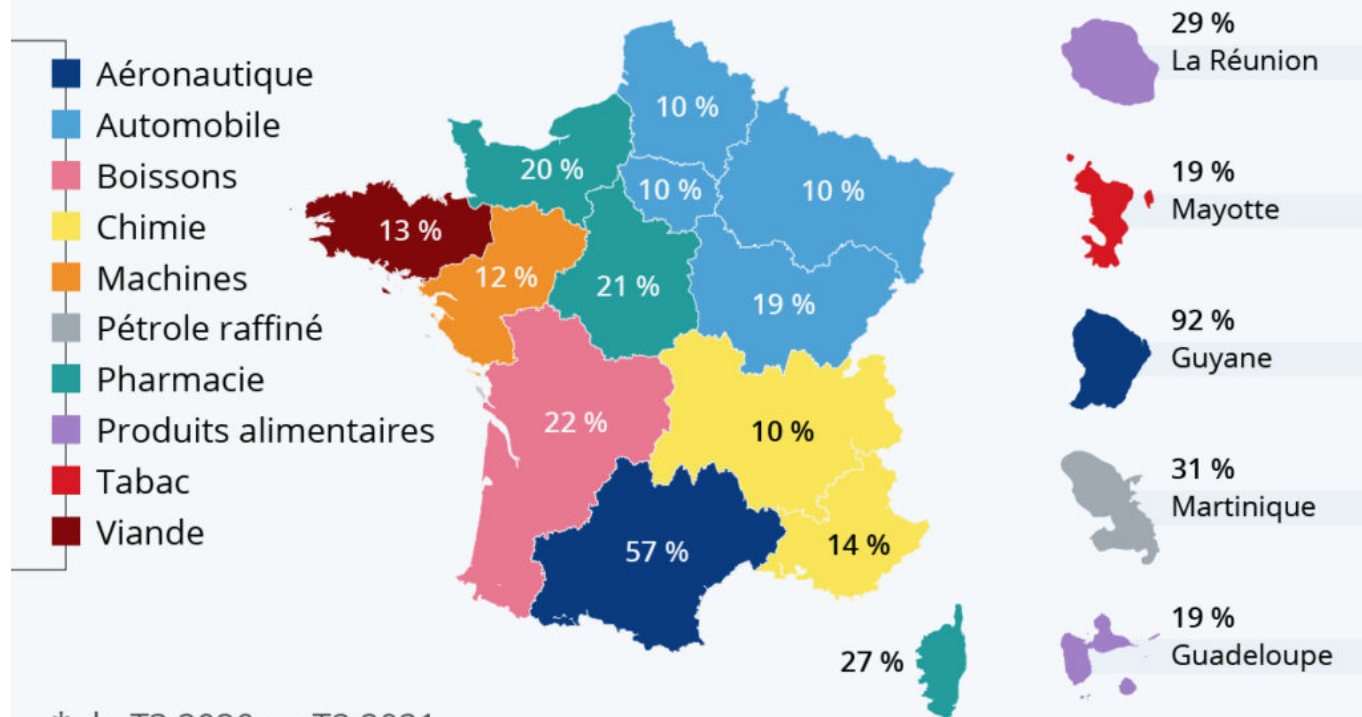 Aéronautique
Automobile
Boissons
Chimie
Machines
Pétrole raffiné
Pharmacie
Produits alimentaires
Tabac
Viande
10 %
20 %
10 %
10 %
13 %
12 %
21 %
19 %
22 %
10 %
57 %
14 %
27 %
29 %
La Réunion
19 %
Mayotte
92 %
Guyane
31 %
Martinique
19 %
Guadeloupe